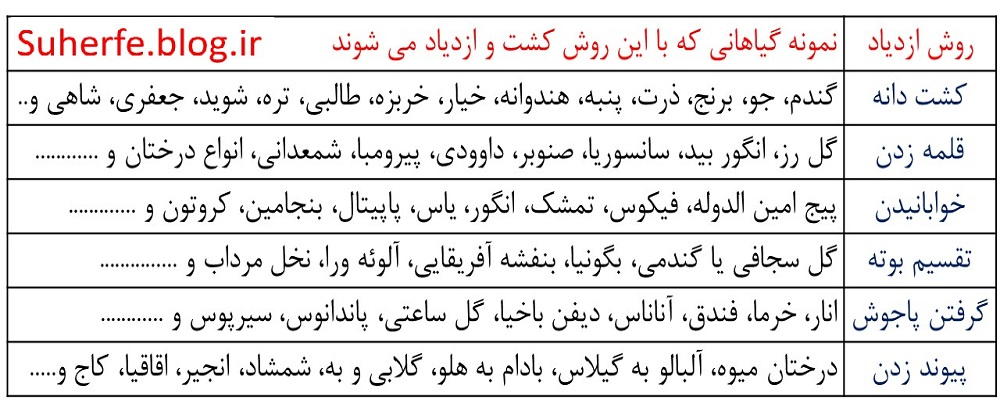 روش ازدیاد نمونه گیاهانی که با این روش کشت و ازدیاد می شوند Suherfe.blog.ir
کشت دانه گندم، جو، برنج، ذرت، پنبه، هندوانه، خیار، خربزه، طالبی، تره، شوید، جعفری، شاهی و..
قلمه زدن گل رز، انگور بید، سانسوریا، صنوبر، داوودی، پیرومبا، شمعدانی، انواع درختان و ............
خوابانیدن پیچ امین الدوله، فیکوس، تمشک، انگور، یاس، پاپیتال، بنجامین، کروتون و .............
تقسیم بوته گل سجافی یا گندمی، بگونیا، بنفشه آفریقایی، آلوئه ورا، نخل مرداب و ...............
گرفتن پاجوش انار، خرما، فندق، آناناس، دیفن باخیا، گل ساعتی، پاندانوس، سیرپوس و ............
پیوند زدن درختان میوه، آلبالو به گیلاس، بادام به هلو، گلابی و به، شمشاد، انجیر، اقاقیا، کاج و.....